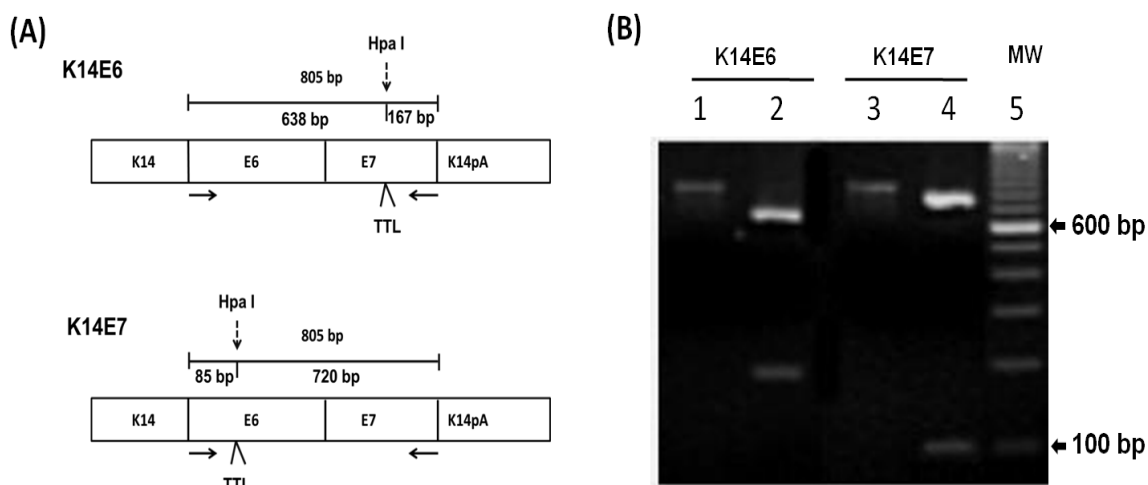 (A)
K14E6
Hpa I
805 bp
638 bp 167 bp
K14 E6 E7 K14pA
TTL
K14E7
Hpa I
805 bp
85 bp 720 bp
K14 E6 E7 K14pA
TTL
(B)
K14E6 K14E7 MW
1 2 3 4 5
600 bp
100 bp